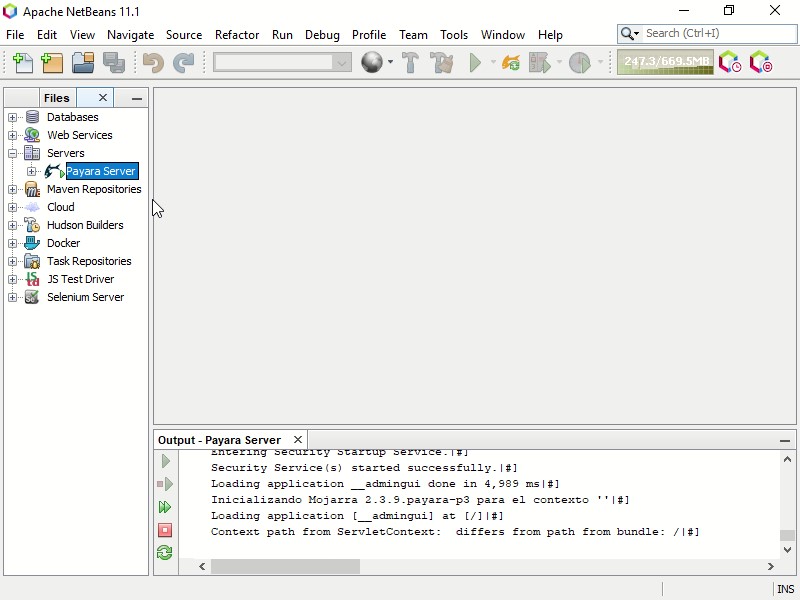 Apache NetBeans 11.1
File Edit View Navigate Source Refactor Run Debug Profile Team Tools Window Help
Search (Ctrl+I)
247.3/669.5MB
Files
Databases
Web Services
Servers
Payara Server
Maven Repositories
Cloud
Hudson Builders
Docker
Task Repositories
JS Test Driver
Selenium Server
Output - Payara Server
Entering Security Startup Service.|#]
Security Service(s) started successfully.|#]
Loading application __admingui done in 4,989 ms|#]
Inicializando Mojarra 2.3.9.payara-p3 para el contexto ''|#]
Loading application [__admingui] at [/]|#]
Context path from ServletContext:  differs from path from bundle: /|#]
INS